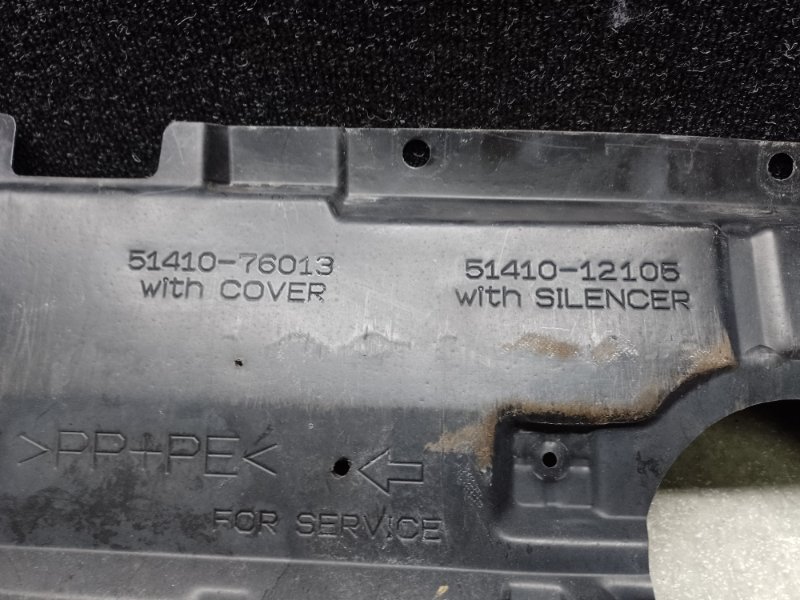 51410-76013
with COVER
51410-12105
with SILENCER
>PP+PE<
FOR SERVICE